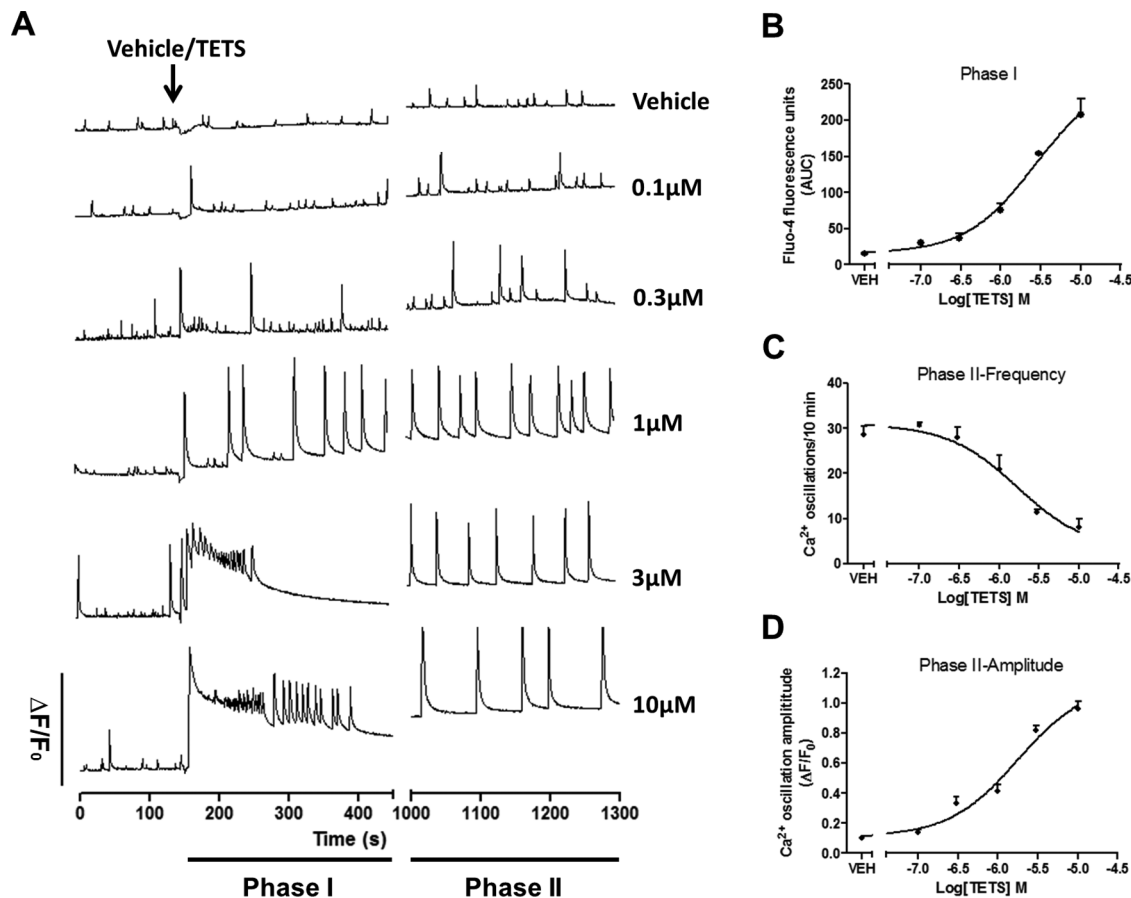 A
Vehicle/TETS
Vehicle
0.1μM
0.3μM
1μM
3μM
10μM
ΔF/F0
0 100 200 300 400 1000 1100 1200 1300
Time (s)
Phase I Phase II
B
Phase I
Fluo-4 fluorescence units
(AUC)
250
200
150
100
50
0
VEH -7.0 -6.5 -6.0 -5.5 -5.0 -4.5
Log[TETS] M
C
Phase II-Frequency
Ca2+ oscillations/10 min
40
30
20
10
0
VEH -7.0 -6.5 -6.0 -5.5 -5.0 -4.5
Log[TETS] M
D
Phase II-Amplitude
Ca2+ oscillation amplititude
(ΔF/F0)
1.2
1.0
0.8
0.6
0.4
0.2
0.0
VEH -7.0 -6.5 -6.0 -5.5 -5.0 -4.5
Log[TETS] M